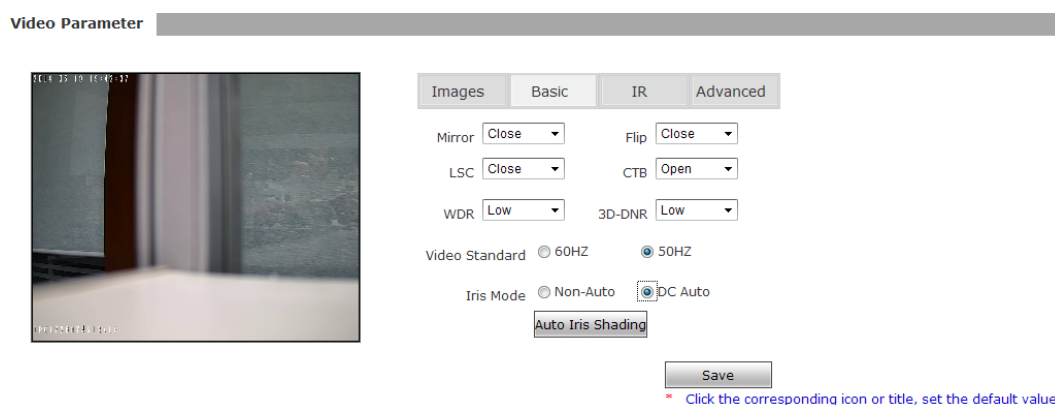 Video Parameter
Images Basic IR Advanced
Mirror Close Flip Close
LSC Close CTB Open
WDR Low 3D-DNR Low
Video Standard 60HZ 50HZ
Iris Mode Non-Auto DC Auto
Auto Iris Shading
Save
* Click the corresponding icon or title, set the default value